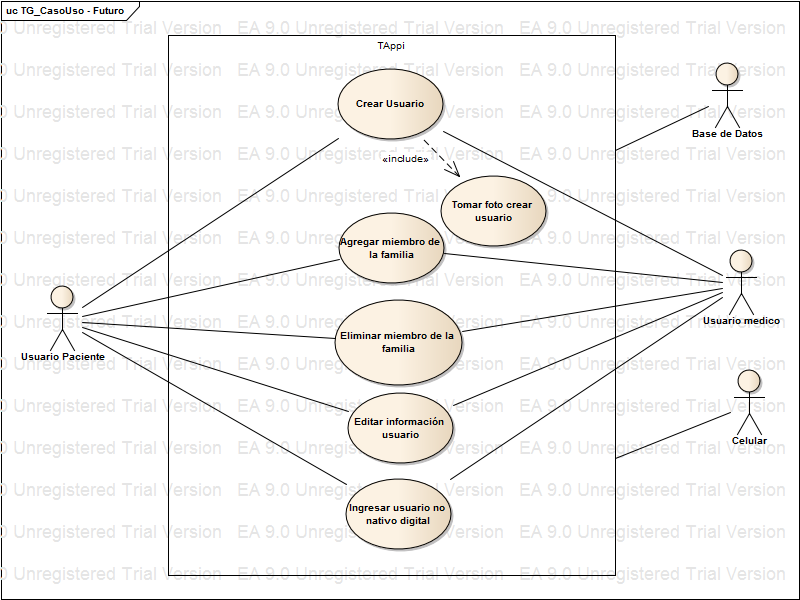 uc TG_CasoUso - Futuro
TAppi
Crear Usuario
«include»
Tomar foto crear
usuario
Agregar miembro de
la familia
Eliminar miembro de la
familia
Editar información
usuario
Ingresar usuario no
nativo digital
Usuario Paciente
Base de Datos
Usuario medico
Celular
EA 9.0 Unregistered Trial Version